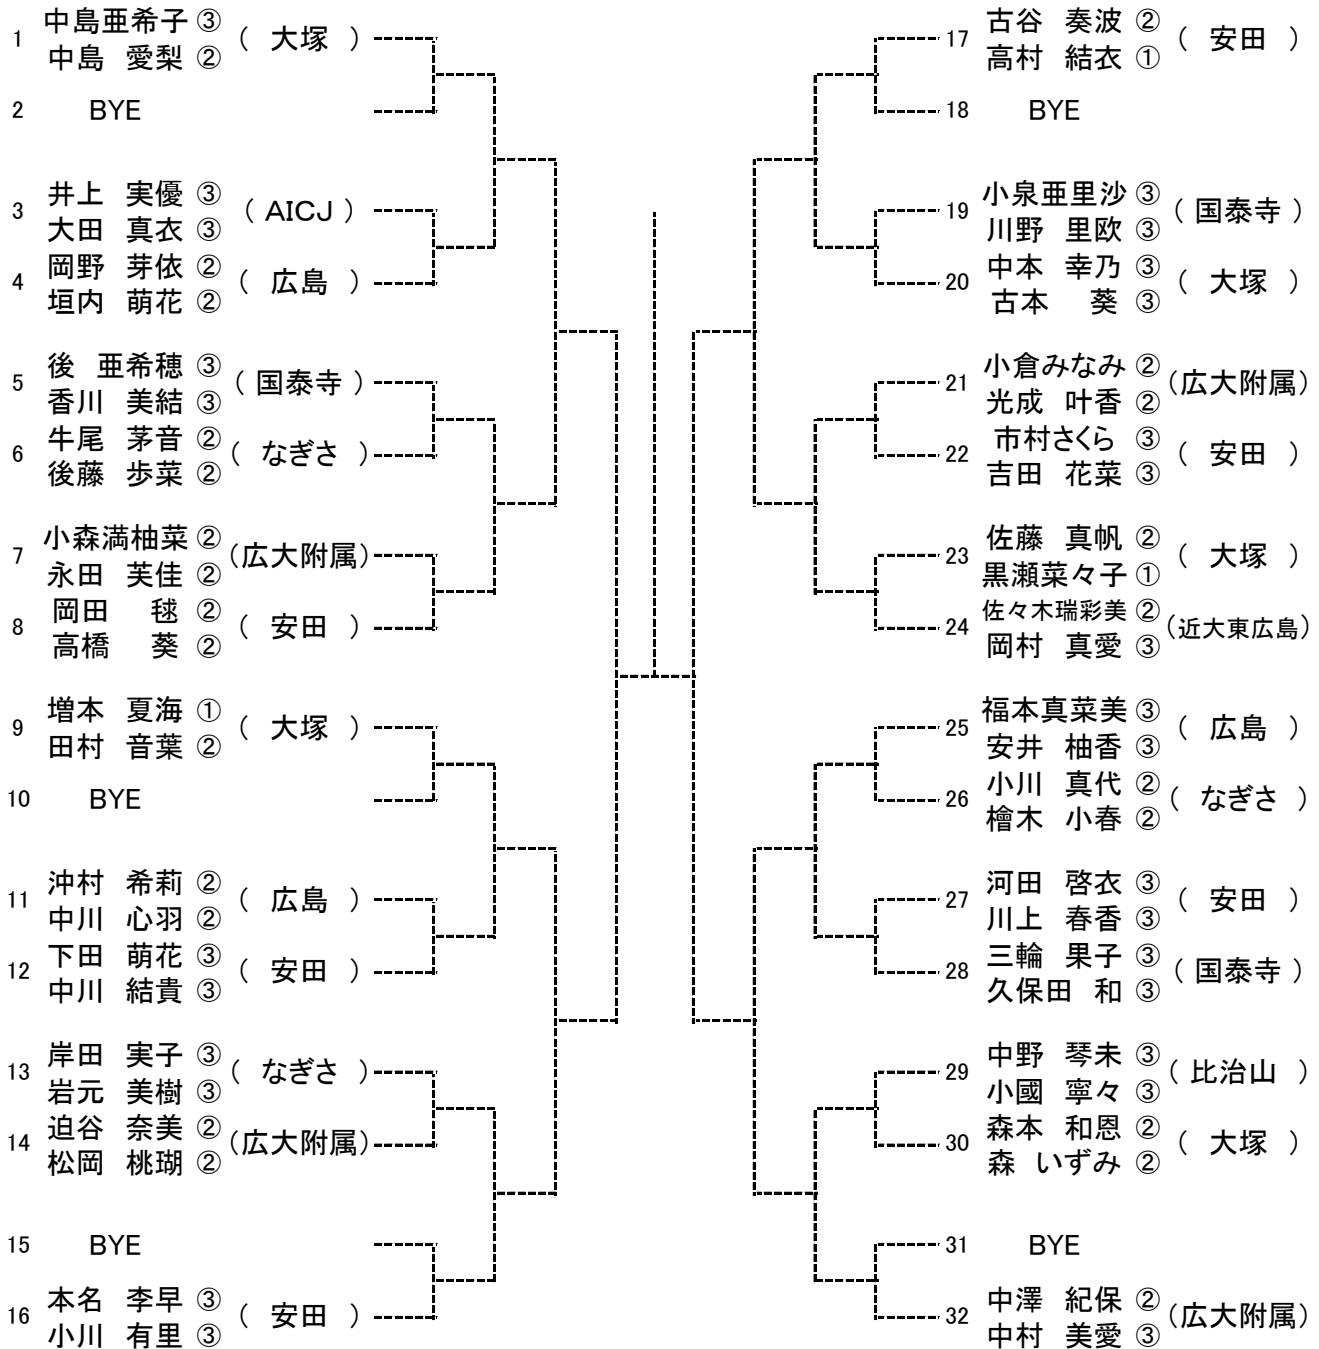 1 中島亜希子 ③ ( 大塚 )
中島 愛梨 ②
2 BYE
3 井上 実優 ③ ( AICJ )
大田 真衣 ③
4 岡野 芽依 ② ( 広島 )
垣内 萌花 ②
5 後 亜希穂 ③ ( 国泰寺 )
香川 美結 ③
6 牛尾 茅音 ② ( なぎさ )
後藤 歩菜 ②
7 小森満柚菜 ② (広大附属)
永田 芙佳 ②
8 岡田 毬 ② ( 安田 )
高橋 葵 ②
9 増本 夏海 ① ( 大塚 )
田村 音葉 ②
10 BYE
11 沖村 希莉 ② ( 広島 )
中川 心羽 ②
12 下田 萌花 ③ ( 安田 )
中川 結貴 ③
13 岸田 実子 ③ ( なぎさ )
岩元 美樹 ③
14 迫谷 奈美 ② (広大附属)
松岡 桃瑚 ②
15 BYE
16 本名 李早 ③ ( 安田 )
小川 有里 ③
17 古谷 奏波 ② ( 安田 )
高村 結衣 ①
18 BYE
19 小泉亜里沙 ③ ( 国泰寺 )
川野 里欧 ③
20 中本 幸乃 ③ ( 大塚 )
古本 葵 ③
21 小倉みなみ ② (広大附属)
光成 叶香 ②
22 市村さくら ③ ( 安田 )
吉田 花菜 ③
23 佐藤 真帆 ② ( 大塚 )
黒瀬菜々子 ①
24 佐々木瑞彩美 ② (近大東広島)
岡村 真愛 ③
25 福本真菜美 ③ ( 広島 )
安井 柚香 ③
26 小川 真代 ② ( なぎさ )
檜木 小春 ②
27 河田 啓衣 ③ ( 安田 )
川上 春香 ③
28 三輪 果子 ③ ( 国泰寺 )
久保田 和 ③
29 中野 琴未 ③ ( 比治山 )
小國 寧々 ③
30 森本 和恩 ② ( 大塚 )
森 いずみ ②
31 BYE
32 中澤 紀保 ② (広大附属)
中村 美愛 ③